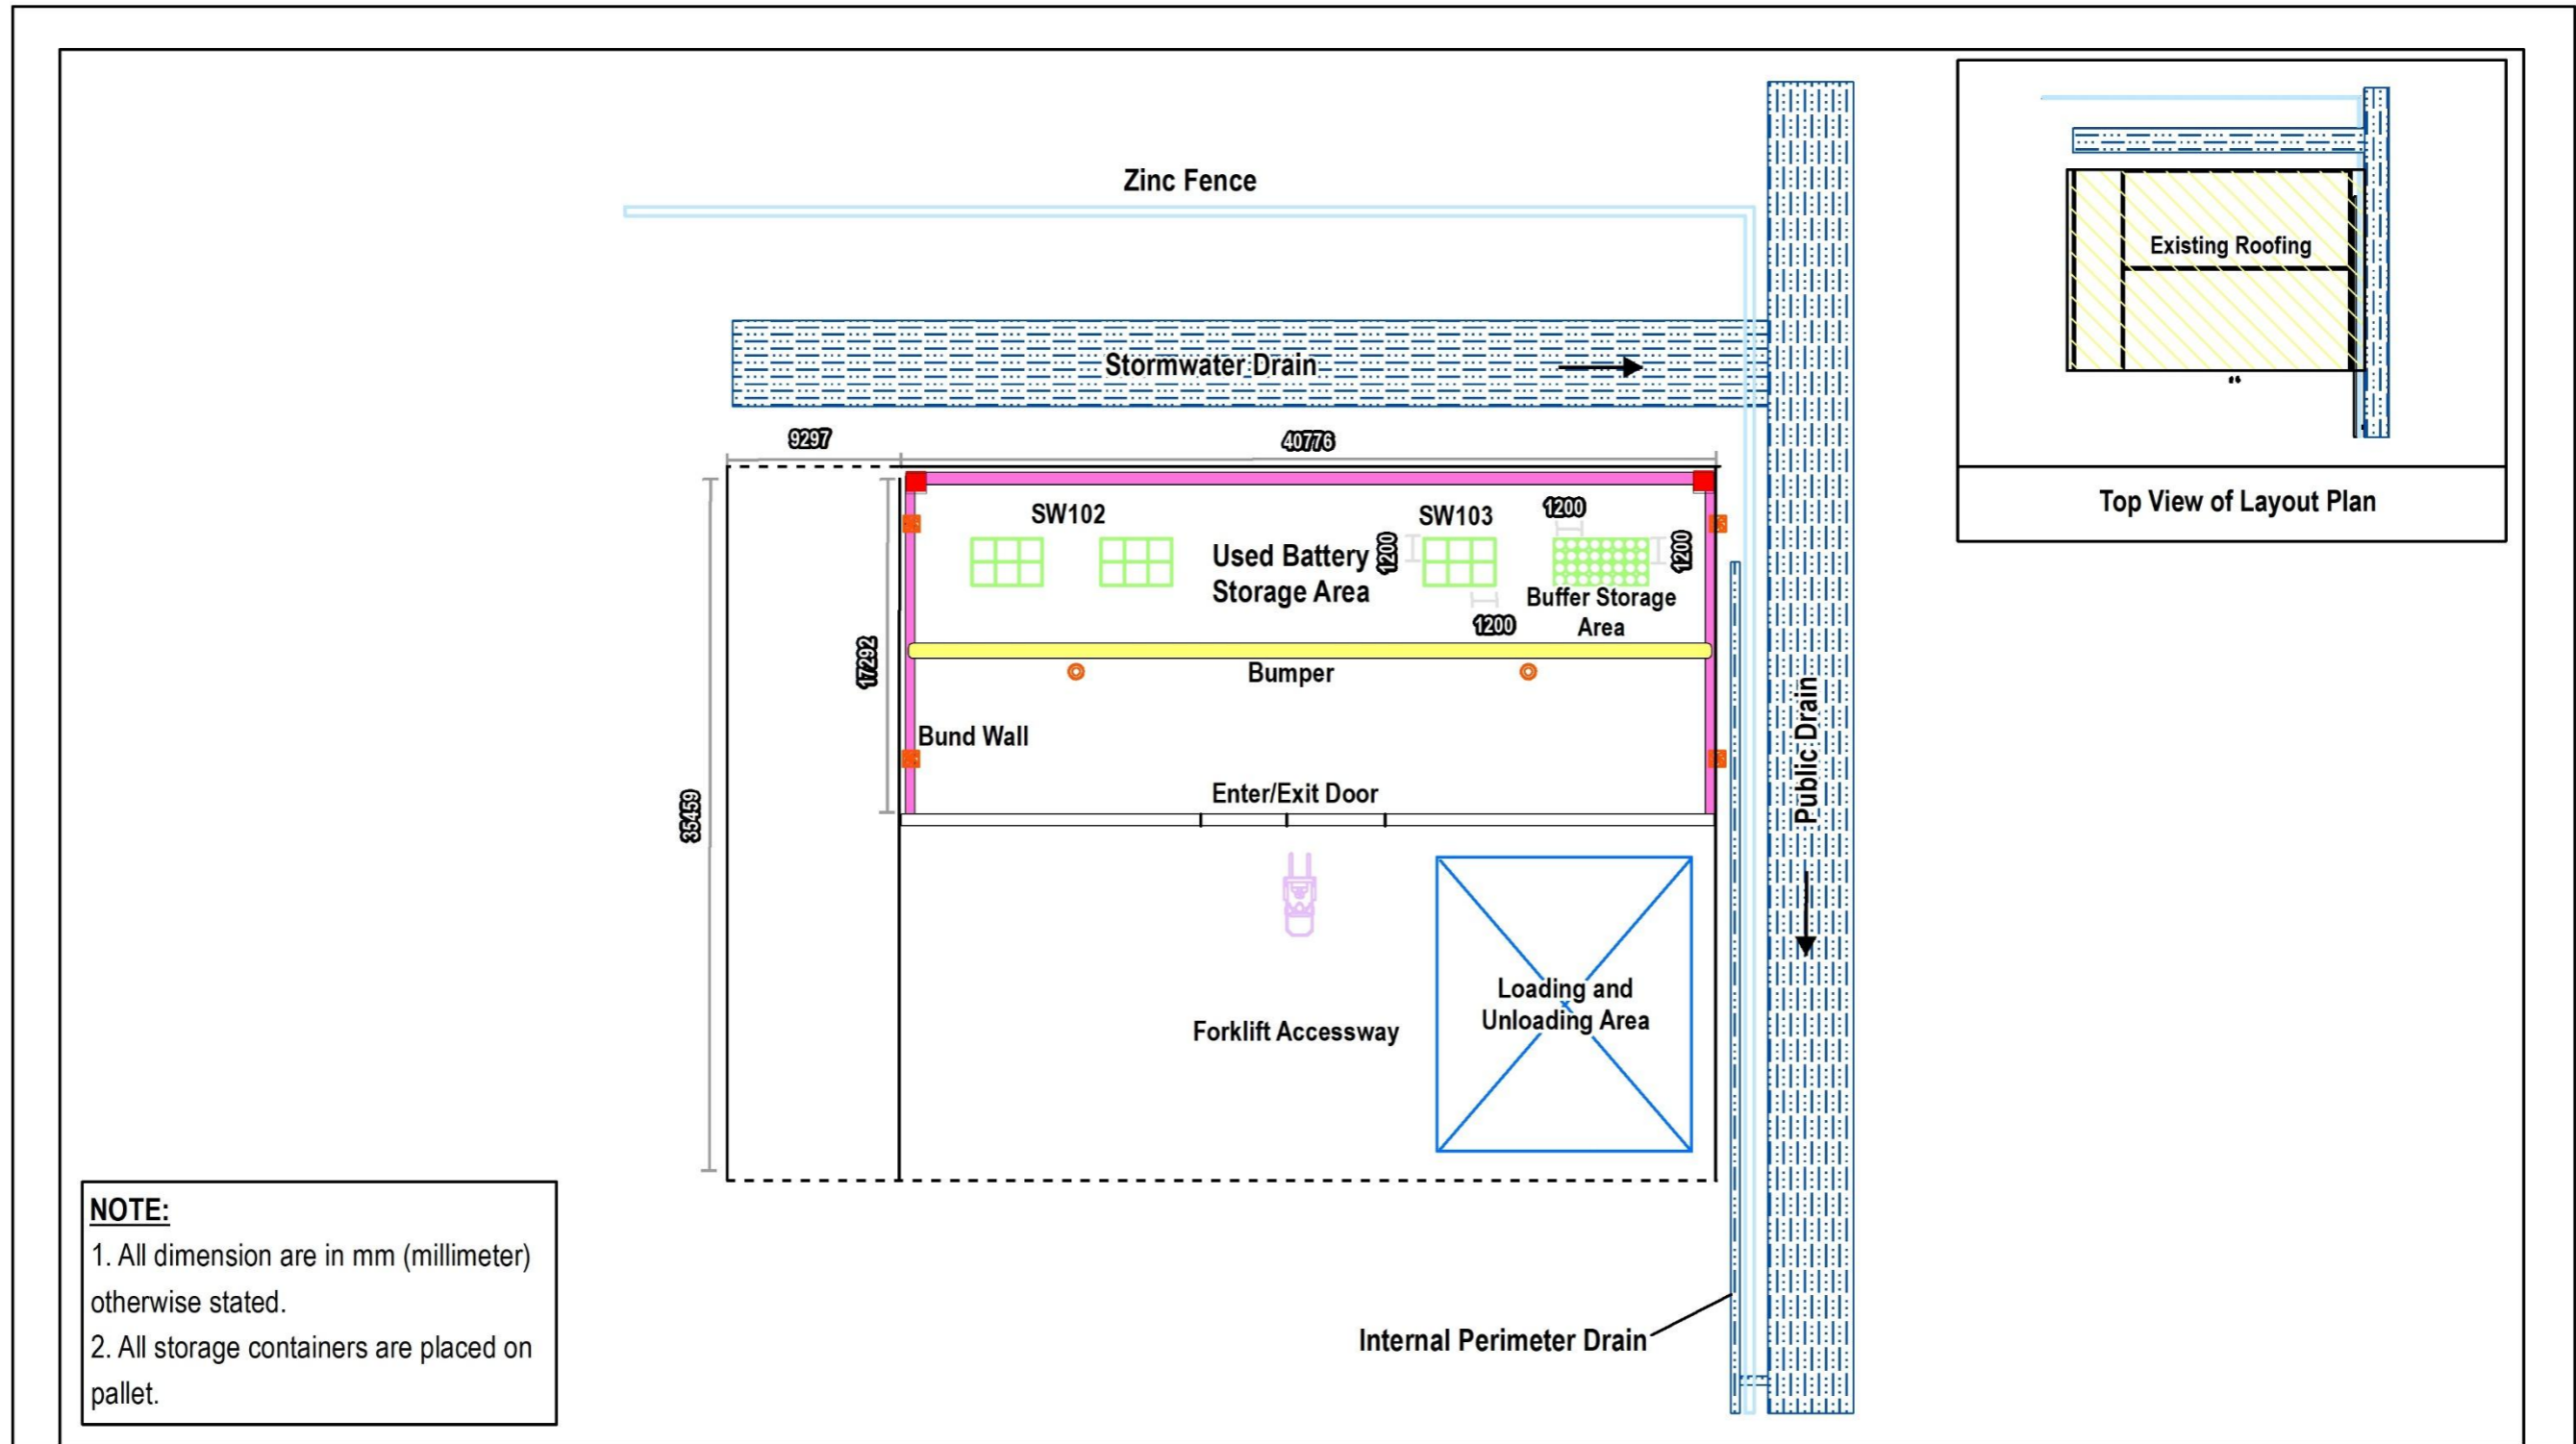 Zinc Fence
Stormwater Drain
9297
40776
SW102
SW103
1200
Used Battery
Storage Area
1200
1200
Buffer Storage
Area
1200
17292
Bumper
Bund Wall
Enter/Exit Door
35459
Public Drain
Loading and
Unloading Area
Forklift Accessway
Internal Perimeter Drain
Existing Roofing
Top View of Layout Plan
NOTE:
1. All dimension are in mm (millimeter)
otherwise stated.
2. All storage containers are placed on
pallet.